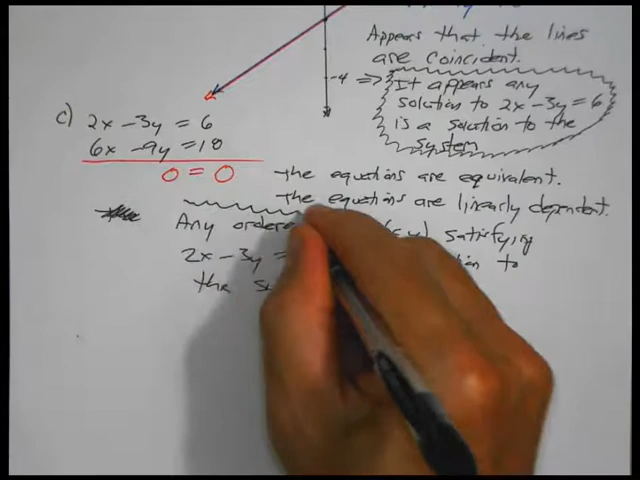 Appears that the lines
are coincident.
-4 => It appears any
solution to 2x - 3y = 6
is a solution to the
system
c) 2x - 3y = 6
6x - 9y = 18
0 = 0
the equations are equivalent.
the equations are linearly dependent.
Any y) satisfying
2x - 3y = to
the